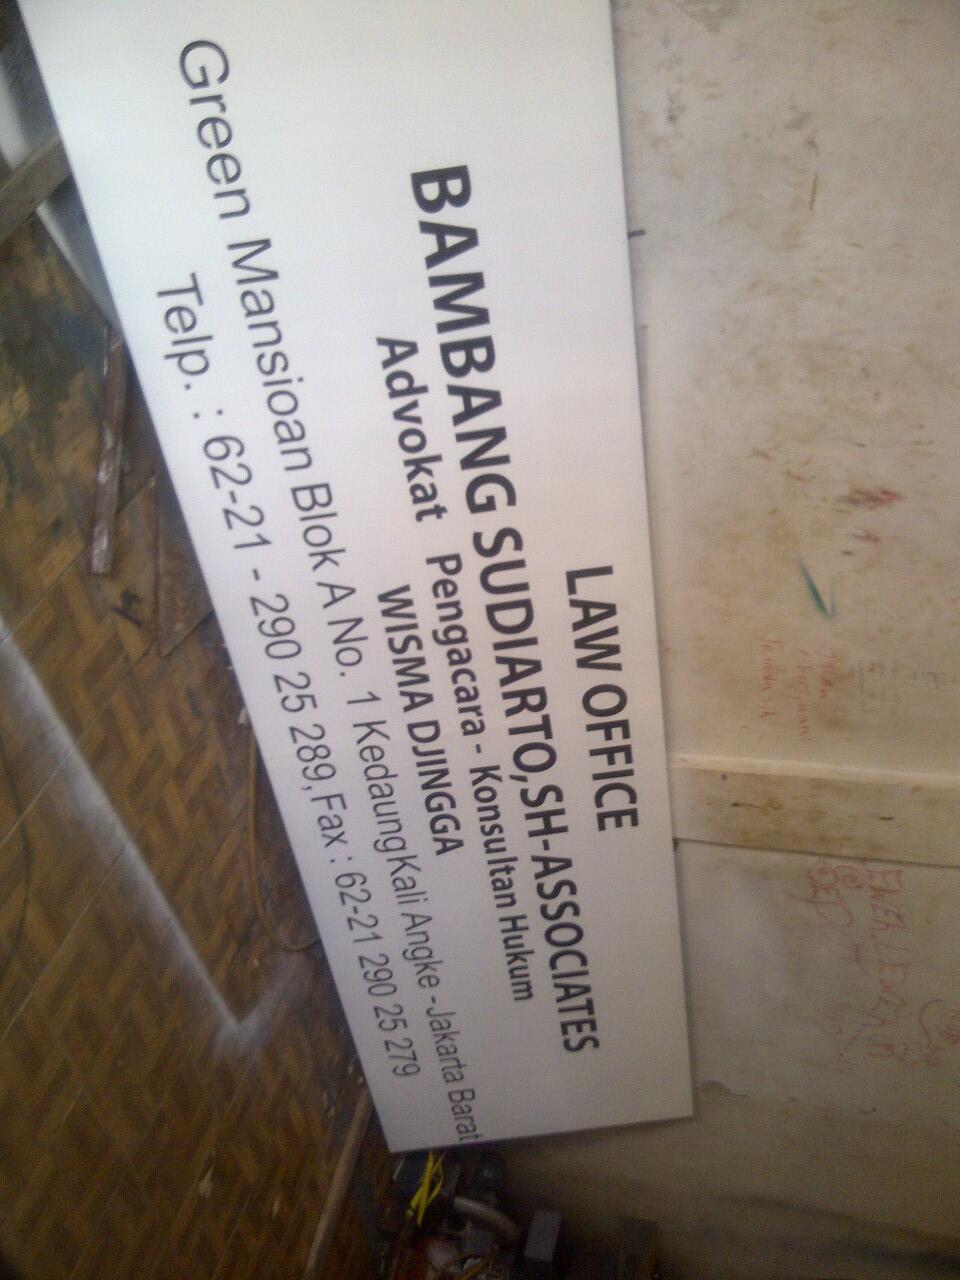 LAW OFFICE
BAMBANG SUDIARTO,SH-ASSOCIATES
Advokat Pengacara - Konsultan Hukum
WISMA DJINGGA
Green Mansioan Blok A No. 1 KedaungKali Angke -Jakarta Barat
Telp. : 62-21 - 290 25 289,Fax : 62-21 290 25 279